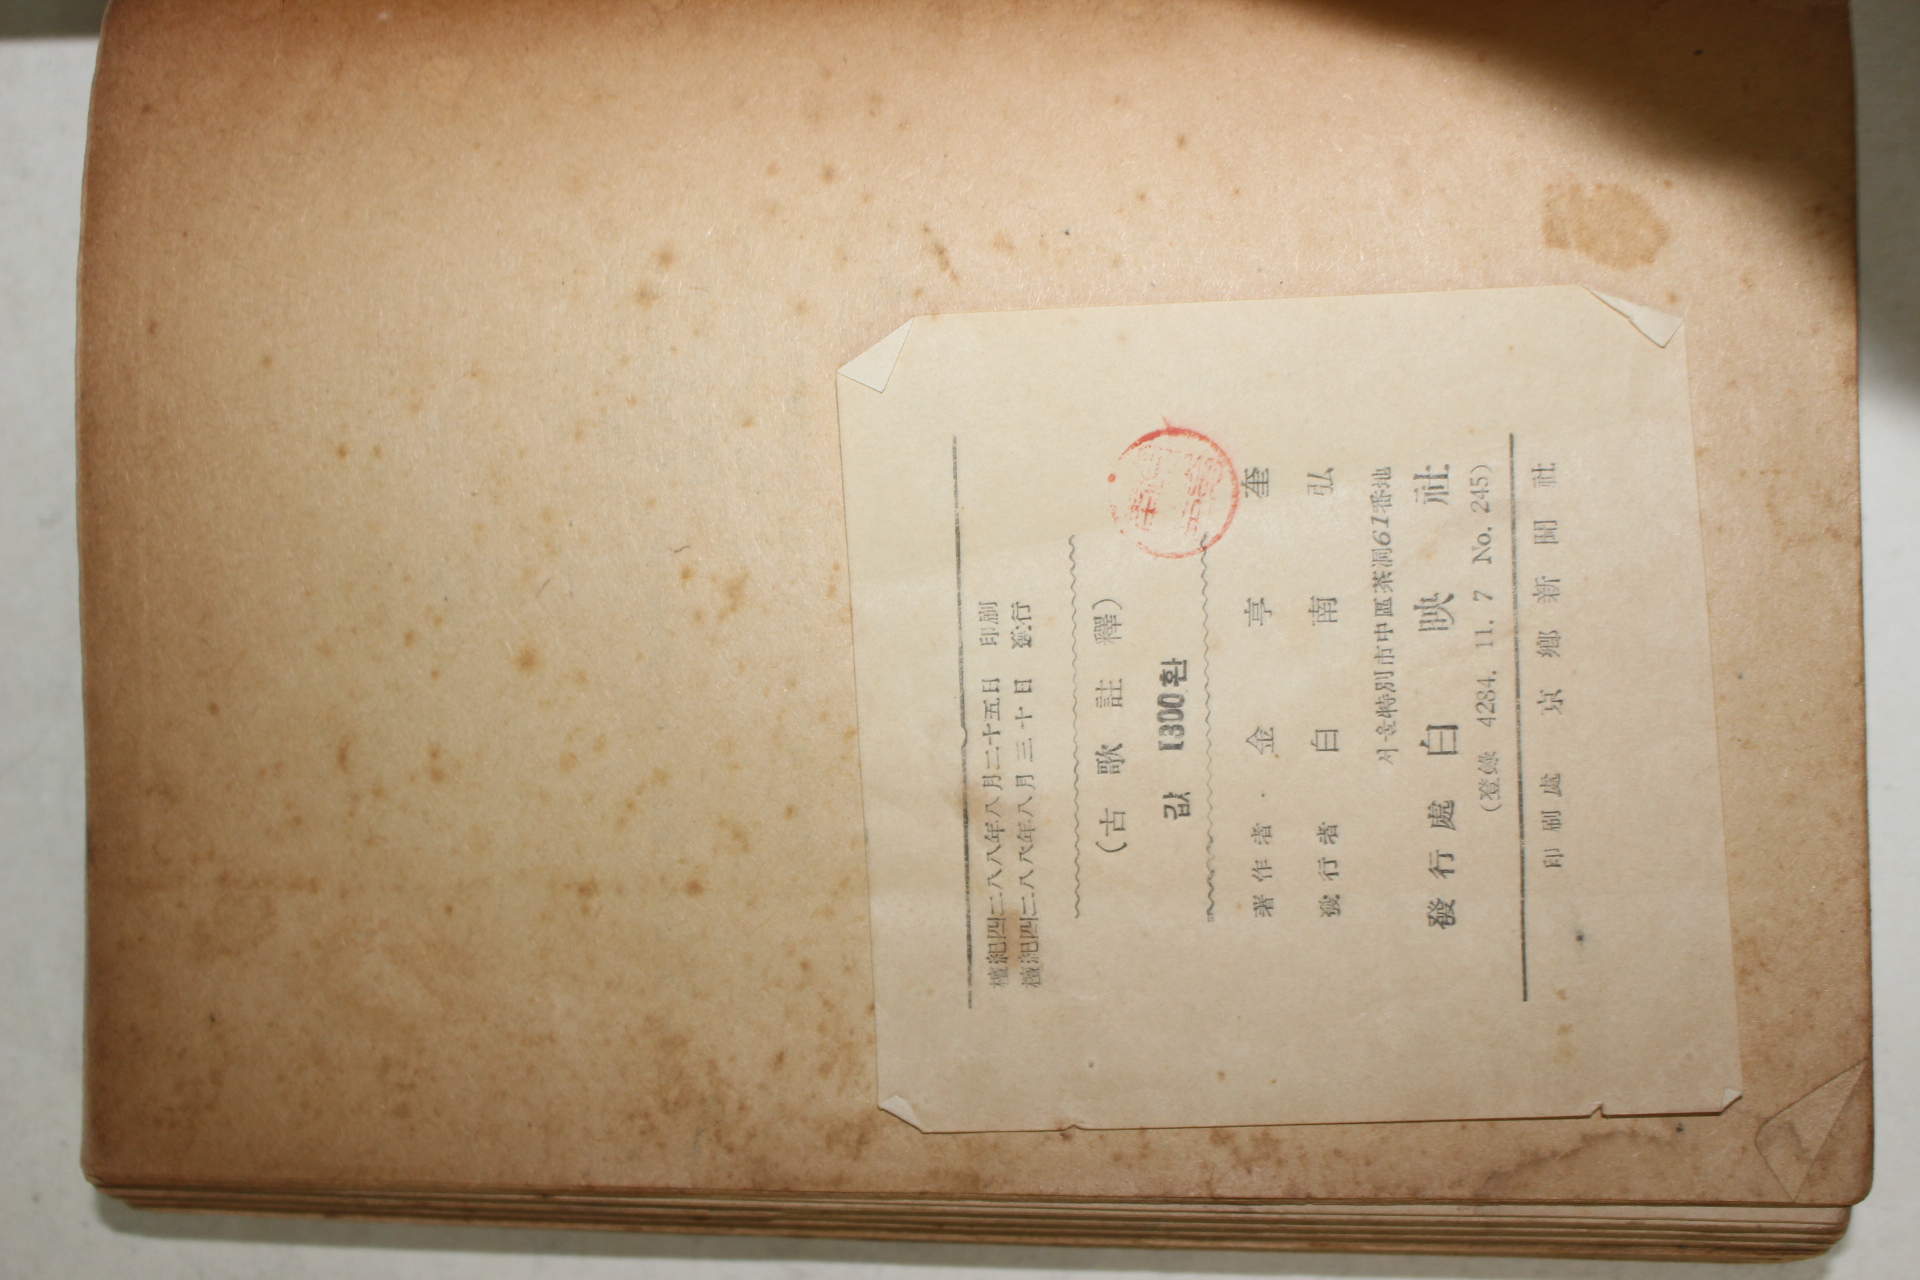 檀紀四二八八年八月二十五日 印刷
檀紀四二八八年八月三十日 發行
(古歌註釋)
값 1300환
著作者・金亨奎
發行者 白南弘
서울特別市中區茶洞61番地
發行處 白映社
(登錄 4284. 11. 7 No. 245)
印刷處 京鄕新聞社